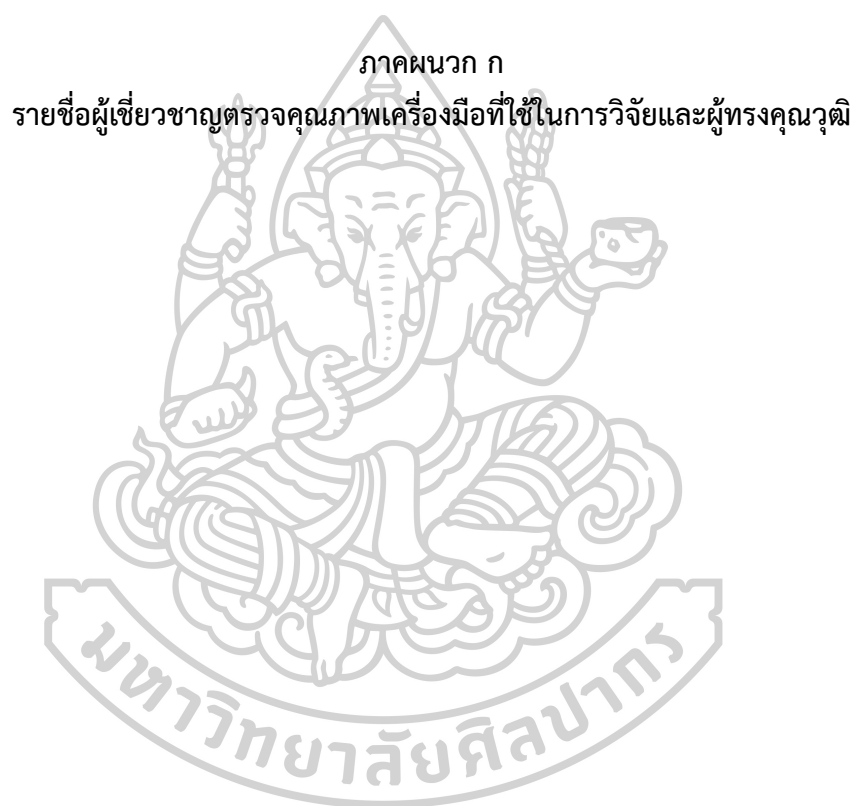 ภาคผนวก ก
รายชื่อผู้เชี่ยวชาญตรวจคุณภาพเครื่องมือที่ใช้ในการวิจัยและผู้ทรงคุณวุฒิ
มหาวิทยาลัยศิลปากร